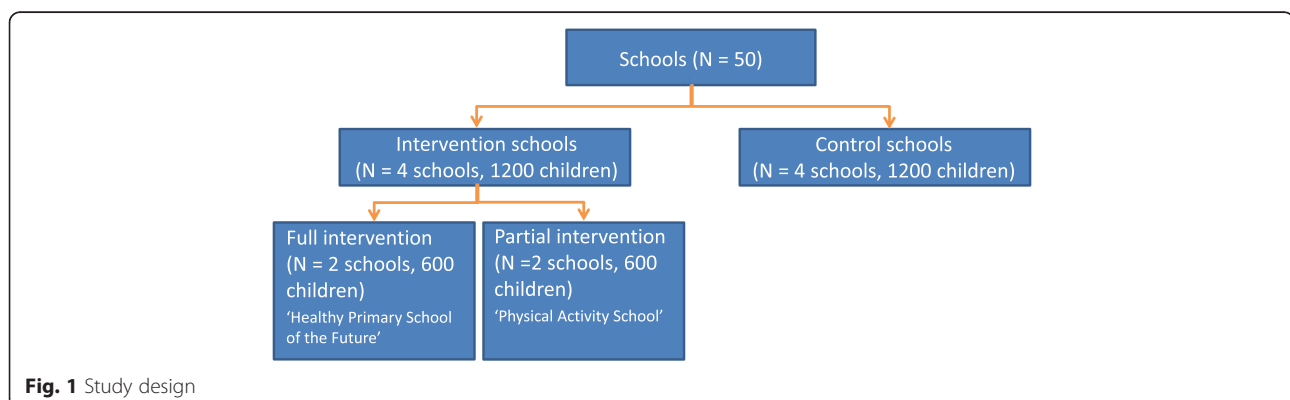 Schools (N = 50)
Intervention schools
(N = 4 schools, 1200 children)
Control schools
(N = 4 schools, 1200 children)
Full intervention
(N = 2 schools, 600
children)
‘Healthy Primary School
of the Future’
Partial intervention
(N =2 schools, 600
children)
‘Physical Activity School’
Fig. 1 Study design